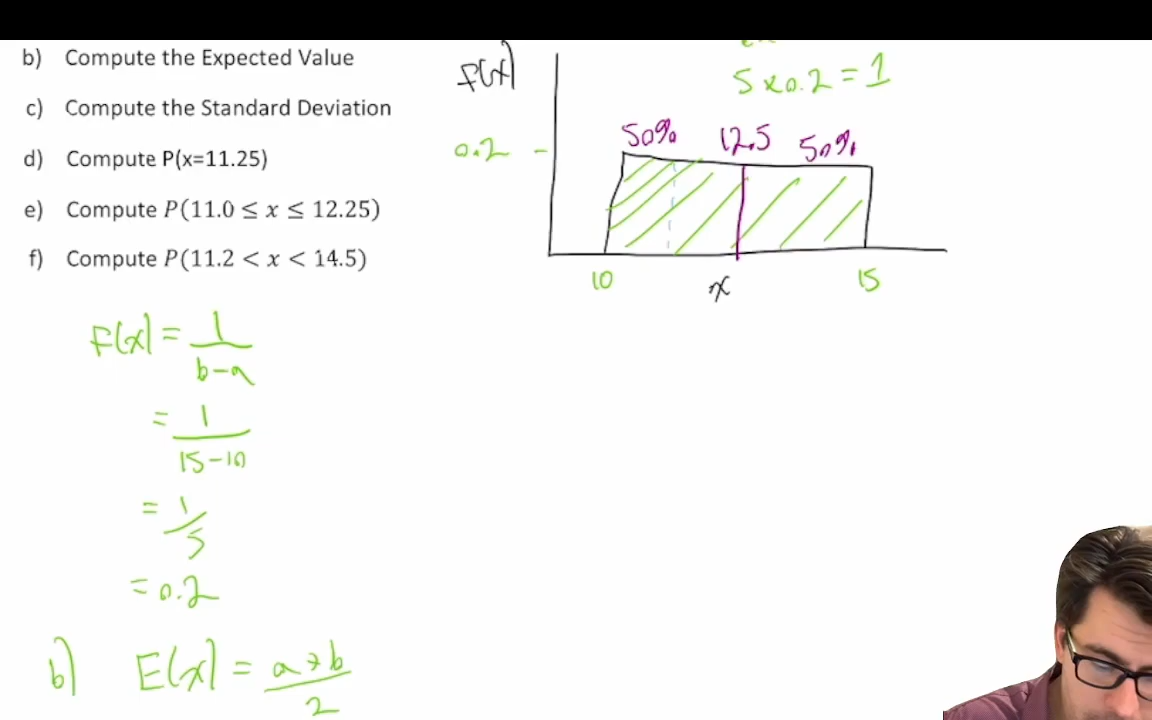 b) Compute the Expected Value
c) Compute the Standard Deviation
d) Compute P(x=11.25)
e) Compute P(11.0 ≤ x ≤ 12.25)
f) Compute P(11.2 < x < 14.5)
f(x)
5 x 0.2 = 1
50% 12.5 50%
0.2
10 x 15
f(x) = 1
b-a
= 1
15-10
= 1/5
= 0.2
b) E(x) = a+b
2